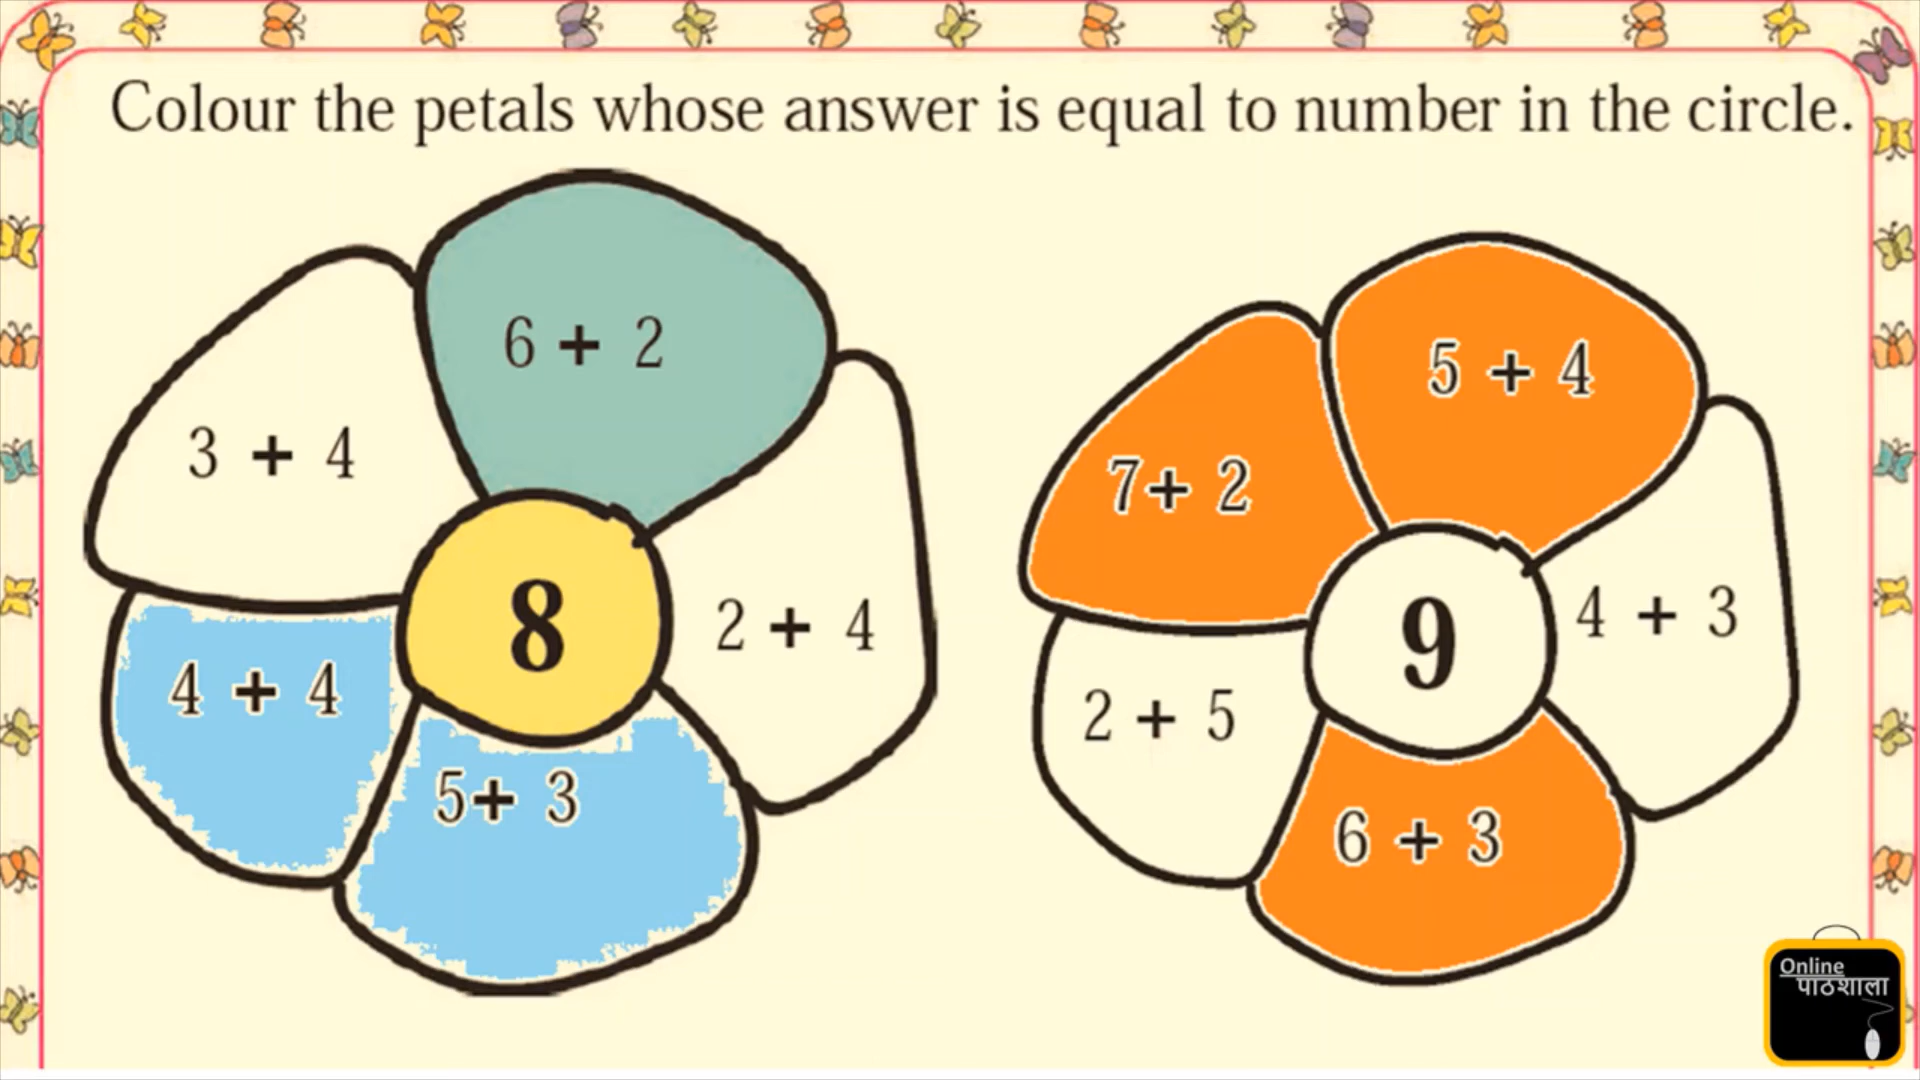 Colour the petals whose answer is equal to number in the circle.
6 + 2
3 + 4
8
2 + 4
4 + 4
5+ 3
5 + 4
7+ 2
9
4 + 3
2 + 5
6 + 3
Online
पाठशाला